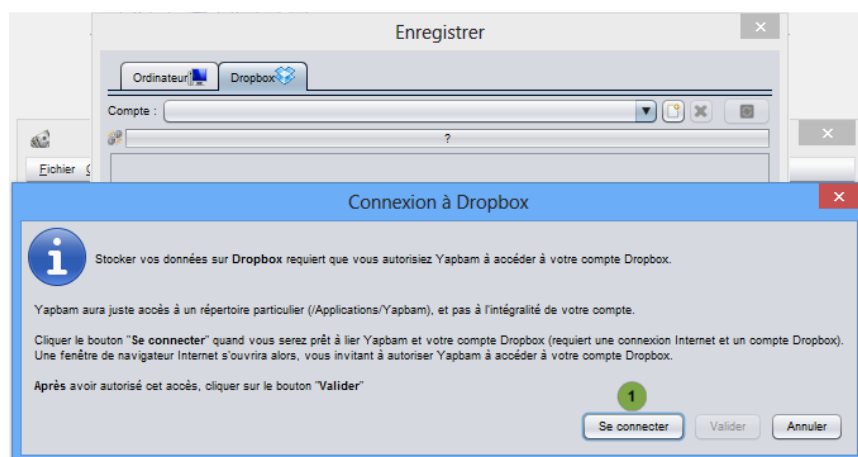 Enregistrer
Ordinateur
Dropbox
Compte :
?
Fichier
Connexion à Dropbox
Stocker vos données sur Dropbox requiert que vous autorisiez Yapbam à accéder à votre compte Dropbox.
Yapbam aura juste accès à un répertoire particulier (/Applications/Yapbam), et pas à l'intégralité de votre compte.
Cliquer le bouton "Se connecter" quand vous serez prêt à lier Yapbam et votre compte Dropbox (requiert une connexion Internet et un compte Dropbox).
Une fenêtre de navigateur Internet s'ouvrira alors, vous invitant à autoriser Yapbam à accéder à votre compte Dropbox.
Après avoir autorisé cet accès, cliquer sur le bouton "Valider"
1
Se connecter
Valider
Annuler